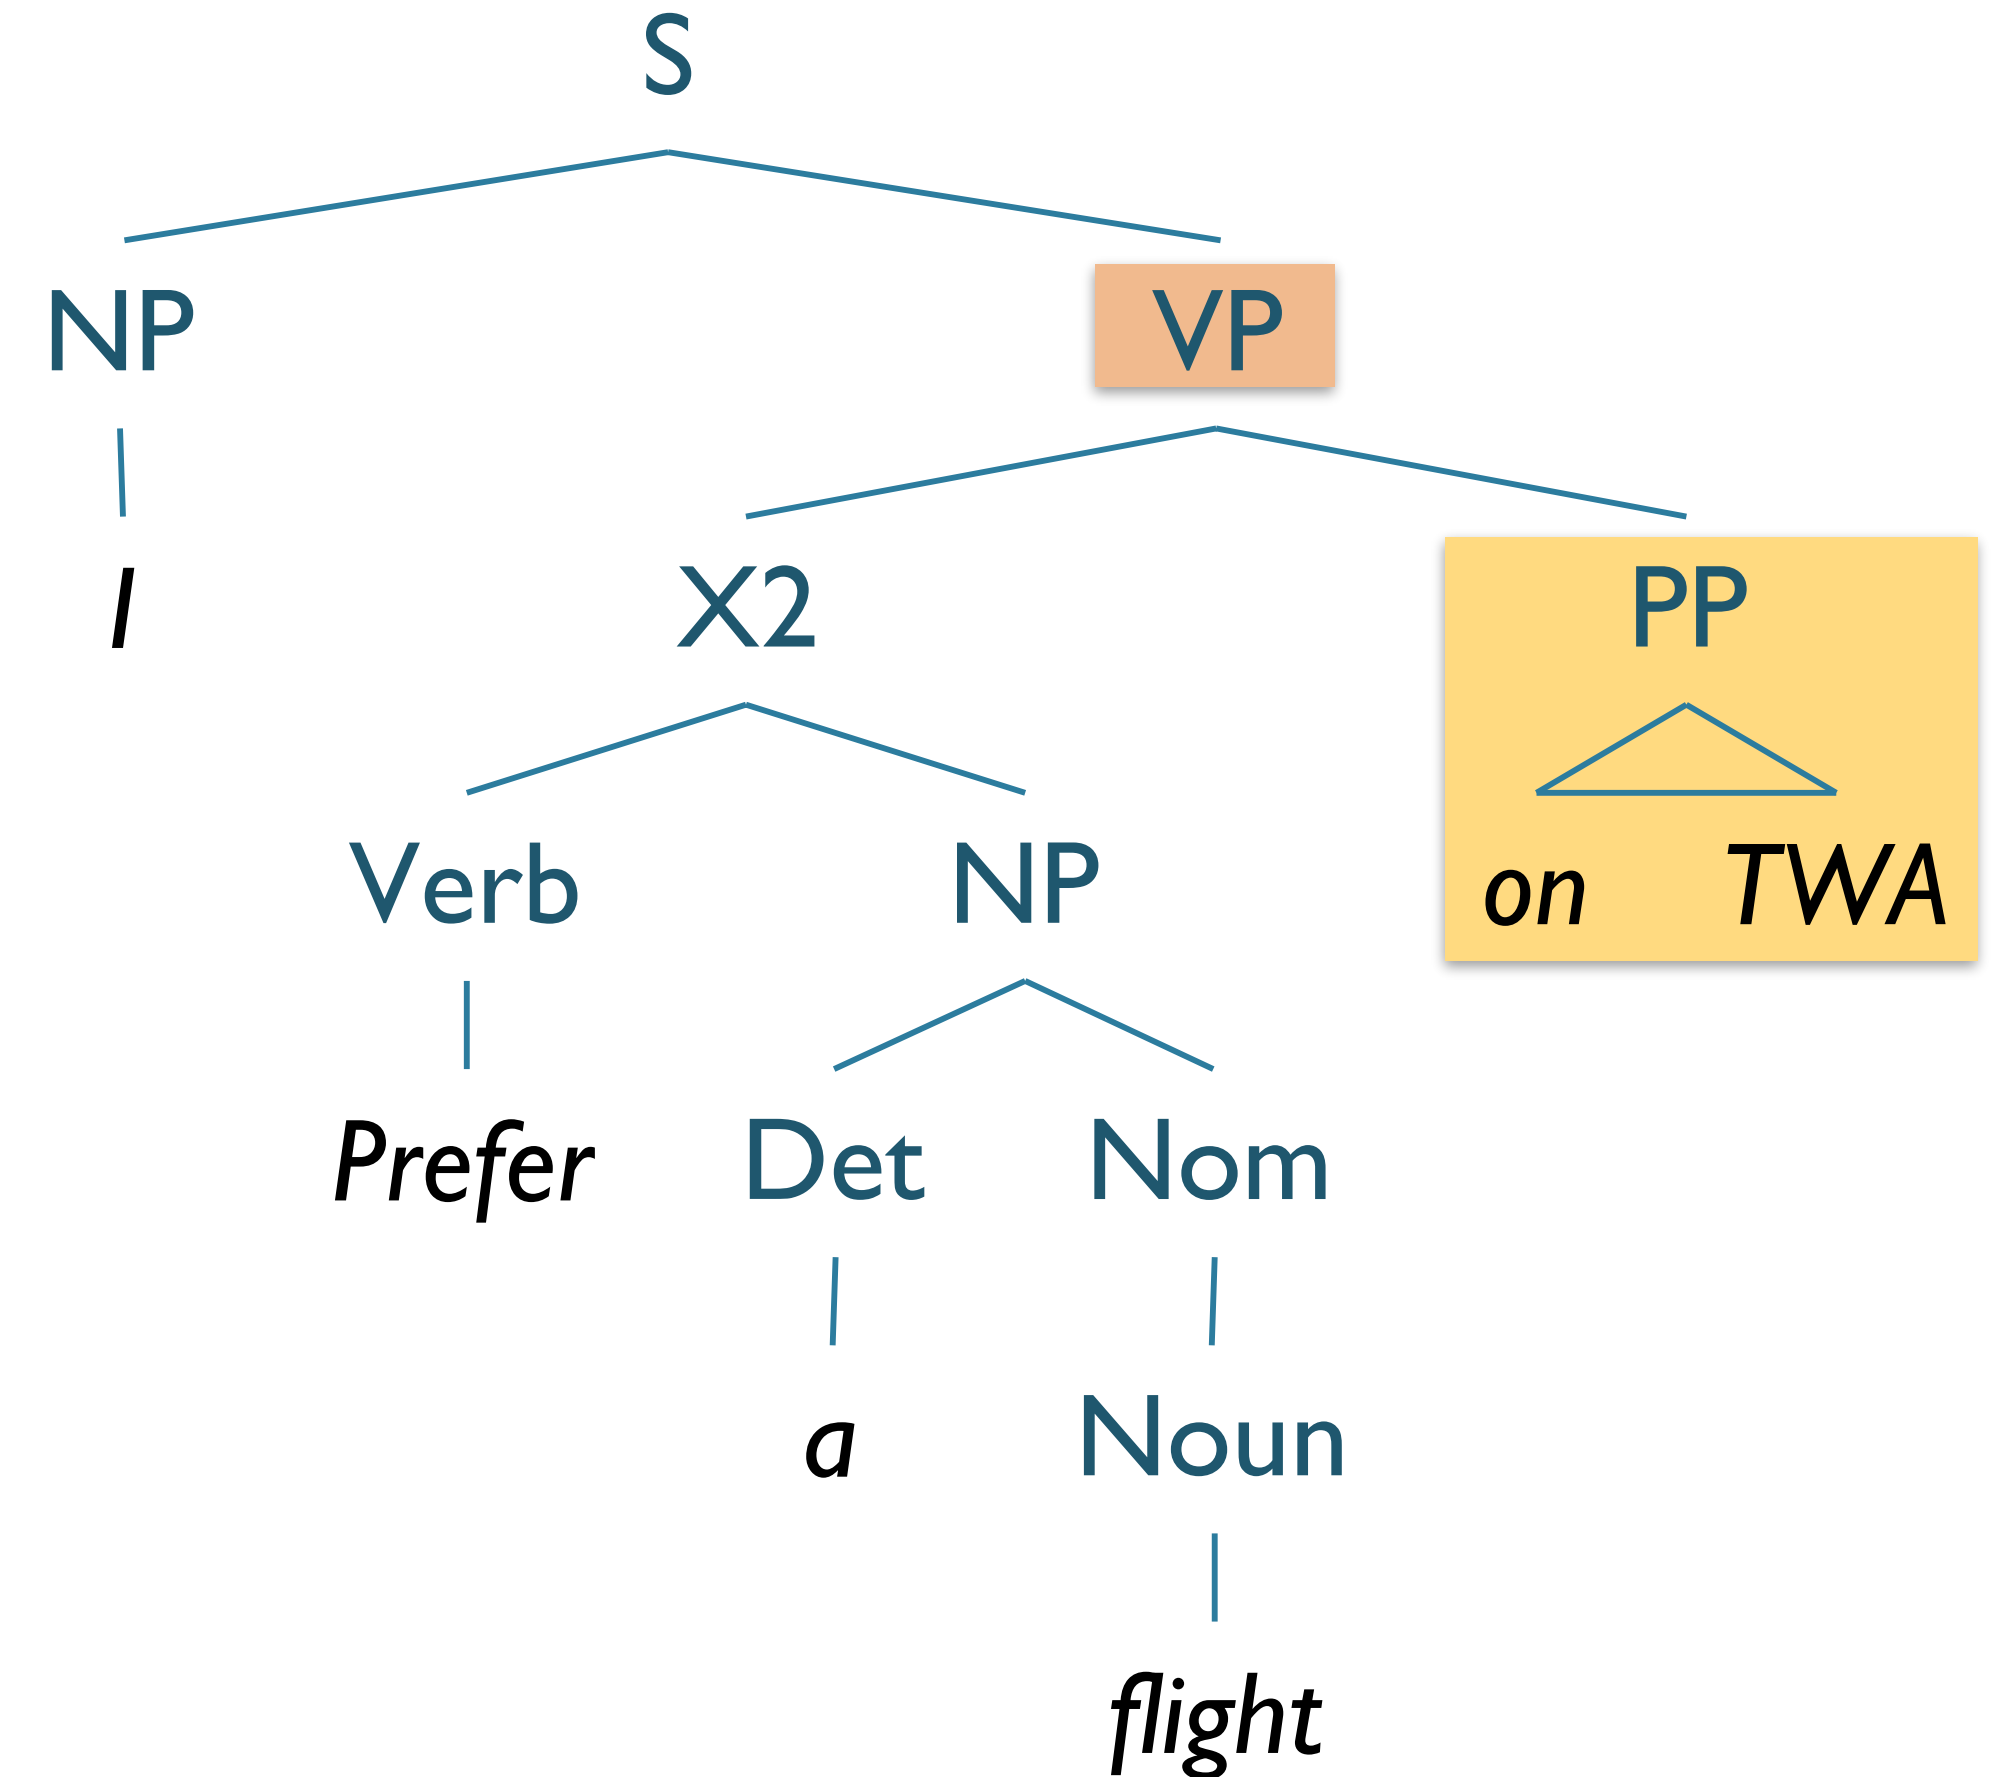 S
NP VP
I X2 PP
Verb NP on TWA
Prefer Det Nom
a Noun
flight